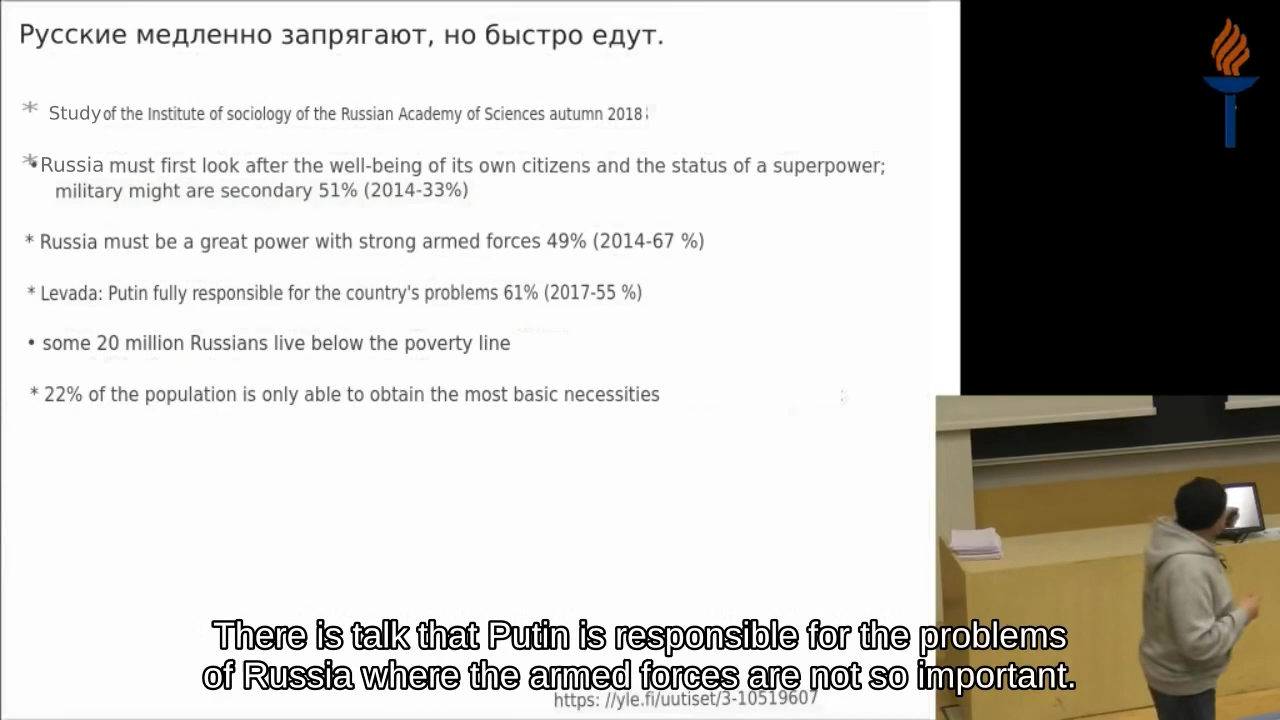 Русские медленно запрягают, но быстро едут.
* Study of the Institute of sociology of the Russian Academy of Sciences autumn 2018
*•Russia must first look after the well-being of its own citizens and the status of a superpower;
military might are secondary 51% (2014-33%)
* Russia must be a great power with strong armed forces 49% (2014-67 %)
* Levada: Putin fully responsible for the country's problems 61% (2017-55 %)
• some 20 million Russians live below the poverty line
* 22% of the population is only able to obtain the most basic necessities
There is talk that Putin is responsible for the problems
of Russia where the armed forces are not so important.
https: //yle.fi/uutiset/3-10519607